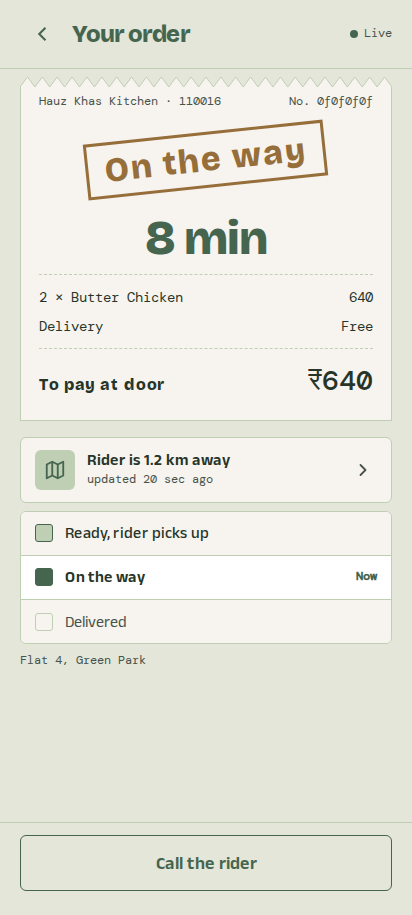 Your order
Live
Hauz Khas Kitchen · 110016
No. 0f0f0f0f
On the way
8 min
2 × Butter Chicken 640
Delivery Free
To pay at door ₹640
Rider is 1.2 km away
updated 20 sec ago
Ready, rider picks up
On the way Now
Delivered
Flat 4, Green Park
Call the rider